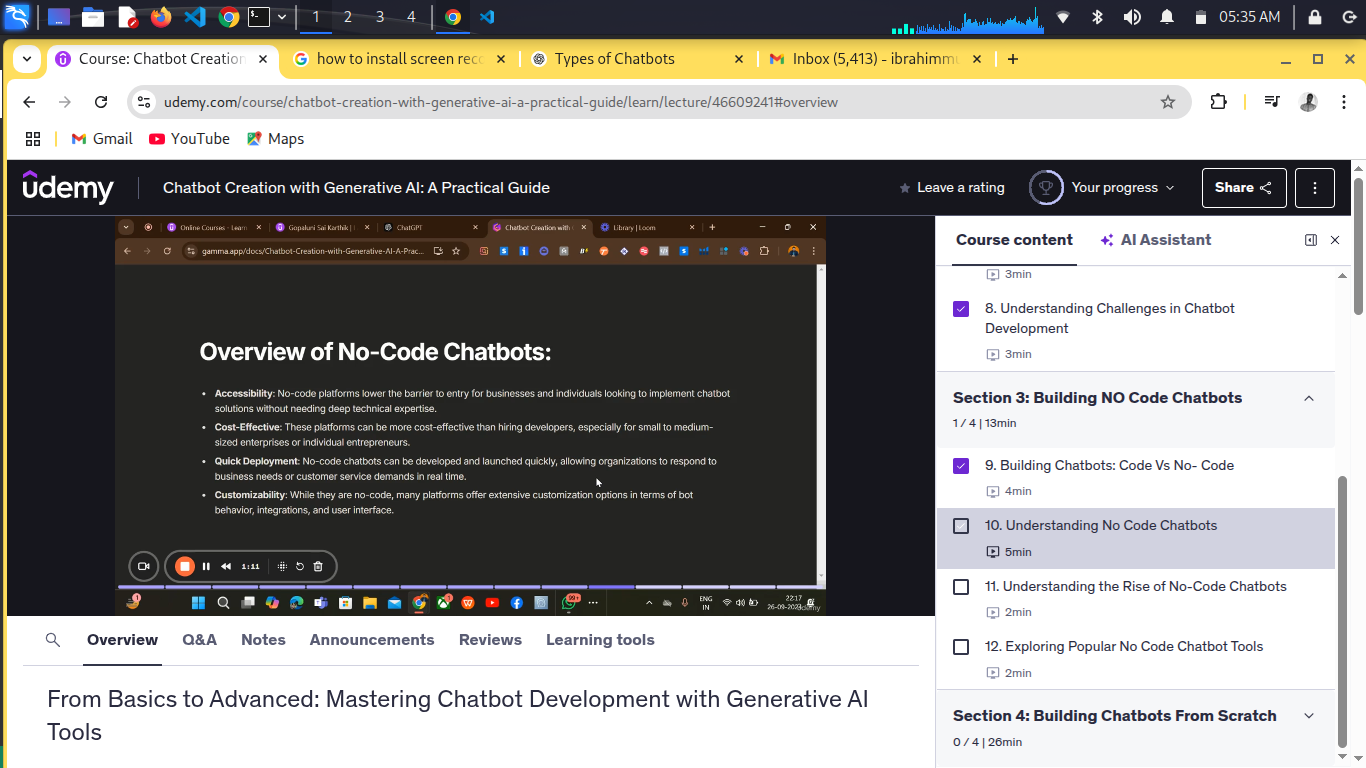 1 2 3 4
05:35 AM
Course: Chatbot Creation
how to install screen rec
Types of Chatbots
Inbox (5,413) - ibrahimmu
udemy.com/course/chatbot-creation-with-generative-ai-a-practical-guide/learn/lecture/46609241#overview
Gmail
YouTube
Maps
udemy
Chatbot Creation with Generative AI: A Practical Guide
Leave a rating
Your progress
Share
Online Courses - Learn
Gopaluni Sai Karthik |
ChatGPT
Chatbot Creation with
Library | Loom
gamma.app/docs/Chatbot-Creation-with-Generative-AI-A-Prac...
Overview of No-Code Chatbots:
• Accessibility: No-code platforms lower the barrier to entry for businesses and individuals looking to implement chatbot
solutions without needing deep technical expertise.
• Cost-Effective: These platforms can be more cost-effective than hiring developers, especially for small to medium-
sized enterprises or individual entrepreneurs.
• Quick Deployment: No-code chatbots can be developed and launched quickly, allowing organizations to respond to
business needs or customer service demands in real time.
• Customizability: While they are no-code, many platforms offer extensive customization options in terms of bot
behavior, integrations, and user interface.
1:11
99+
ENG
IN
22:17
26-09-202
Udemy
Course content
AI Assistant
3min
8. Understanding Challenges in Chatbot
Development
3min
Section 3: Building NO Code Chatbots
1 / 4 | 13min
9. Building Chatbots: Code Vs No- Code
4min
10. Understanding No Code Chatbots
5min
11. Understanding the Rise of No-Code Chatbots
2min
12. Exploring Popular No Code Chatbot Tools
2min
Section 4: Building Chatbots From Scratch
0 / 4 | 26min
Overview
Q&A
Notes
Announcements
Reviews
Learning tools
From Basics to Advanced: Mastering Chatbot Development with Generative AI
Tools